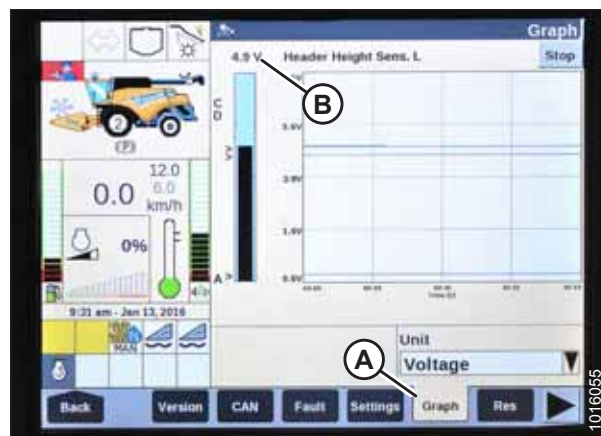 Graph
4.9 V Header Height Sens. L Stop
B
12.0
6.0
0.0 km/h
0%
9:31 am - Jan 13, 2016
MAN
Unit
A
Voltage
Back Version CAN Fault Settings Graph Res
1016055